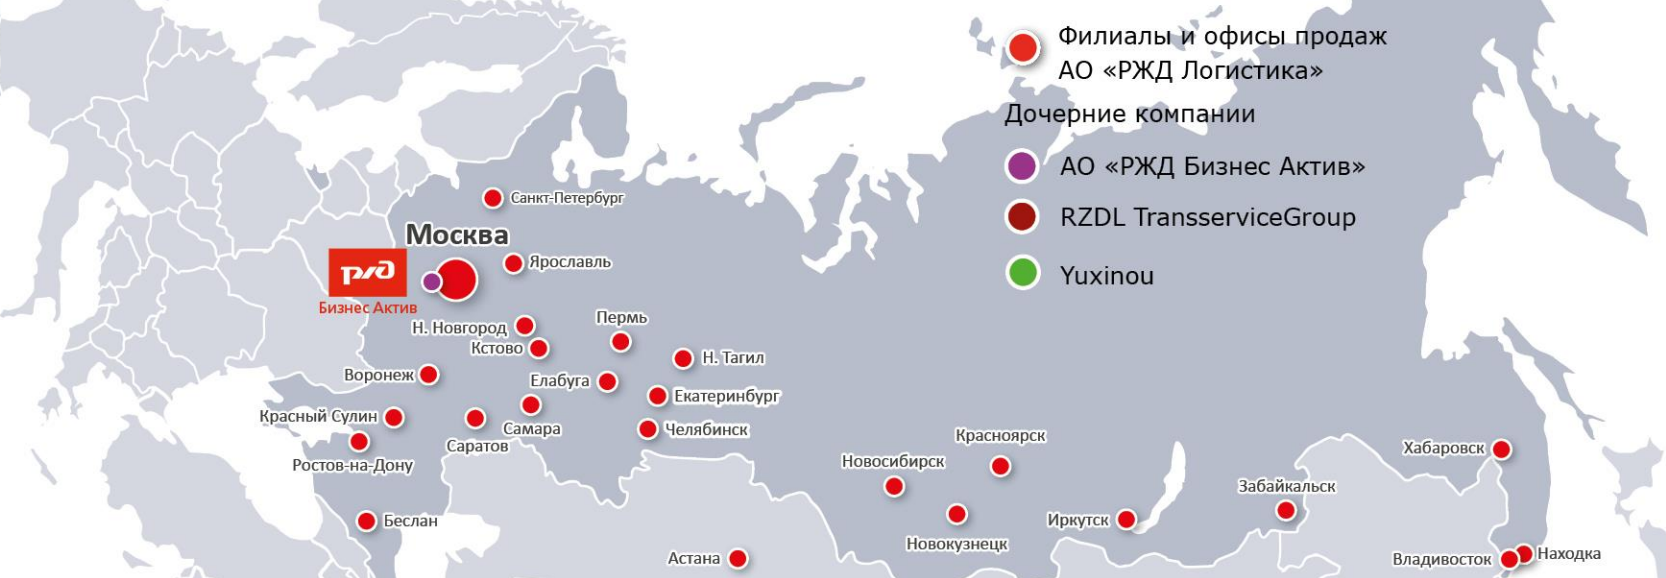 Филиалы и офисы продаж
АО «РЖД Логистика»
Дочерние компании
АО «РЖД Бизнес Актив»
RZDL TransserviceGroup
Yuxinou
Санкт-Петербург
Москва
Ярославль
ржд
Бизнес Актив
Н. Новгород
Пермь
Кстово
Н. Тагил
Воронеж
Елабуга
Екатеринбург
Красный Сулин
Самара
Челябинск
Саратов
Красноярск
Хабаровск
Ростов-на-Дону
Новосибирск
Забайкальск
Беслан
Иркутск
Новокузнецк
Астана
Владивосток
Находка